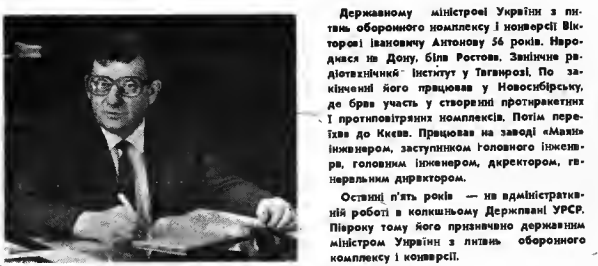 Державному міністрові України з пи-
тань оборонного комплексу і конверсії Вік-
торові Івановичу Антонову 56 років. Наро-
дився на Дону, біля Ростова. Закінчив ра-
діотехнічний інститут у Таганрозі. По за-
кінченні його працював у Новосибірську,
де брав участь у створенні протиракетних
і протиповітряних комплексів. Потім пере-
їхав до Києва. Працював на заводі «Маяк»
інженером, заступником головного інжене-
ра, головним інженером, директором, ге-
неральним директором.
Останні п'ять років — на адміністратив-
ній роботі в колишньому Держплані УРСР.
Півроку тому його призначено державним
міністром України з питань оборонного
комплексу і конверсії.